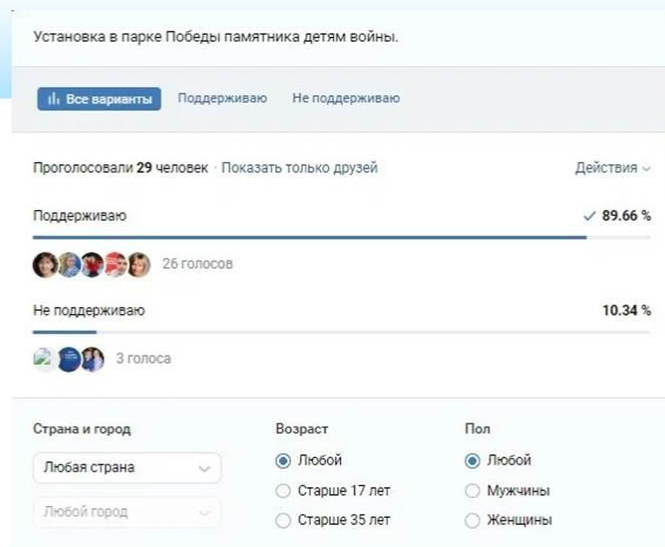 Установка в парке Победы памятника детям войны.
Все варианты Поддерживаю Не поддерживаю
Проголосовали 29 человек · Показать только друзей Действия
Поддерживаю 89.66 %
26 голосов
Не поддерживаю 10.34 %
3 голоса
Страна и город Возраст Пол
Любая страна Любой Любой
Старше 17 лет Мужчины
Любой город Старше 35 лет Женщины